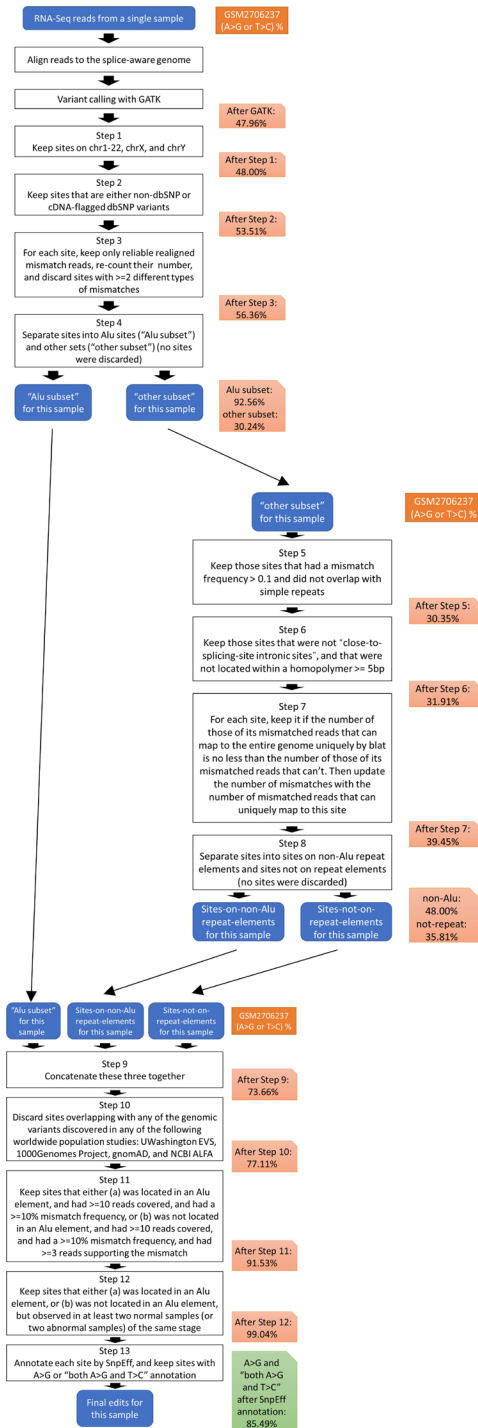 RNA-Seq reads from a single sample
GSM2706237
(A>G or T>C) %
Align reads to the splice-aware genome
Variant calling with GATK
After GATK:
47.96%
Step 1
Keep sites on chr1-22, chrX, and chrY
After Step 1:
48.00%
Step 2
Keep sites that are either non-dbSNP or
cDNA-flagged dbSNP variants
After Step 2:
53.51%
Step 3
For each site, keep only reliable realigned
mismatch reads, re-count their number,
and discard sites with >=2 different types
of mismatches
After Step 3:
56.36%
Step 4
Separate sites into Alu sites ("Alu subset")
and other sets ("other subset") (no sites
were discarded)
"Alu subset"
for this sample
"other subset"
for this sample
Alu subset:
92.56%
other subset:
30.24%
"other subset"
for this sample
GSM2706237
(A>G or T>C) %
Step 5
Keep those sites that had a mismatch
frequency > 0.1 and did not overlap with
simple repeats
After Step 5:
30.35%
Step 6
Keep those sites that were not "close-to-
splicing-site intronic sites", and that were
not located within a homopolymer >= 5bp
After Step 6:
31.91%
Step 7
For each site, keep it if the number of
those of its mismatched reads that can
map to the entire genome uniquely by blat
is no less than the number of those of its
mismatched reads that can't. Then update
the number of mismatches with the
number of mismatched reads that can
uniquely map to this site
After Step 7:
39.45%
Step 8
Separate sites into sites on non-Alu repeat
elements and sites not on repeat elements
(no sites were discarded)
Sites-on-non-Alu
repeat-elements
for this sample
Sites-not-on-
repeat-elements
for this sample
non-Alu:
48.00%
not-repeat:
35.81%
"Alu subset"
for this
sample
Sites-on-non-Alu
repeat-elements
for this sample
Sites-not-on-
repeat-elements
for this sample
GSM2706237
(A>G or T>C) %
Step 9
Concatenate these three together
After Step 9:
73.66%
Step 10
Discard sites overlapping with any of the genomic
variants discovered in any of the following
worldwide population studies: UWashington EVS,
1000Genomes Project, gnomAD, and NCBI ALFA
After Step 10:
77.11%
Step 11
Keep sites that either (a) was located in an Alu
element, and had >=10 reads covered, and had a
>=10% mismatch frequency, or (b) was not located
in an Alu element, and had >=10 reads covered,
and had a >=10% mismatch frequency, and had
>=3 reads supporting the mismatch
After Step 11:
91.53%
Step 12
Keep sites that either (a) was located in an Alu
element, or (b) was not located in an Alu element,
but observed in at least two normal samples (or
two abnormal samples) of the same stage
After Step 12:
99.04%
Step 13
Annotate each site by SnpEff, and keep sites with
A>G or "both A>G and T>C" annotation
Final edits for
this sample
A>G and
"both A>G
and T>C"
after SnpEff
annotation:
85.49%